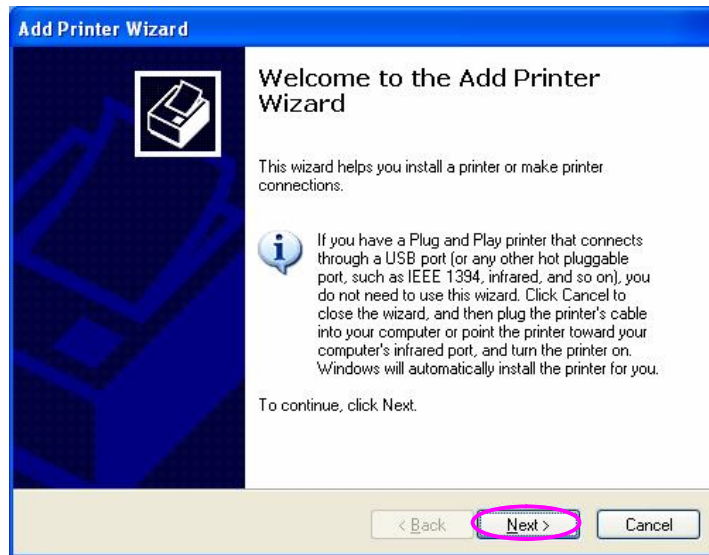 Add Printer Wizard
Welcome to the Add Printer
Wizard
This wizard helps you install a printer or make printer
connections.
If you have a Plug and Play printer that connects
through a USB port (or any other hot pluggable
port, such as IEEE 1394, infrared, and so on), you
do not need to use this wizard. Click Cancel to
close the wizard, and then plug the printer's cable
into your computer or point the printer toward your
computer's infrared port, and turn the printer on.
Windows will automatically install the printer for you.
To continue, click Next.
< Back Next > Cancel